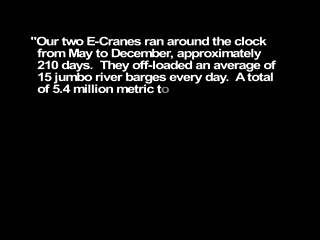 "Our two E-Cranes ran around the clock
from May to December, approximately
210 days. They off-loaded an average of
15 jumbo river barges every day. A total
of 5.4 million metric to